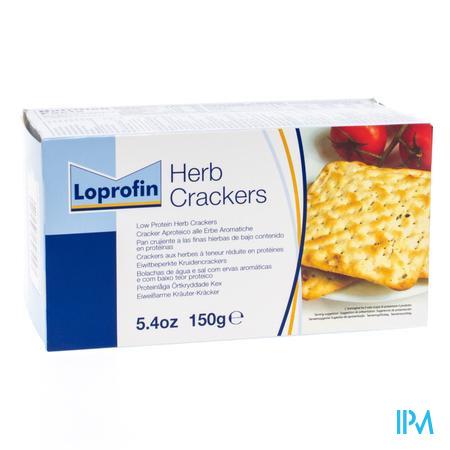 Loprofin
Herb
Crackers
Low Protein Herb Crackers
Cracker Aproteico alle Erbe Aromatiche
Pan crujiente a las finas hierbas de bajo contenido
en proteínas
Crackers aux herbes à teneur réduite en protéines
Eiwitbeperkte Kruidencrackers
Bolachas de água e sal com ervas aromáticas
e com baixo teor proteico
Proteinlåga Örtkryddade Kex
Eiweißarme Kräuter-Kräcker
5.4oz 150g℮
IPM